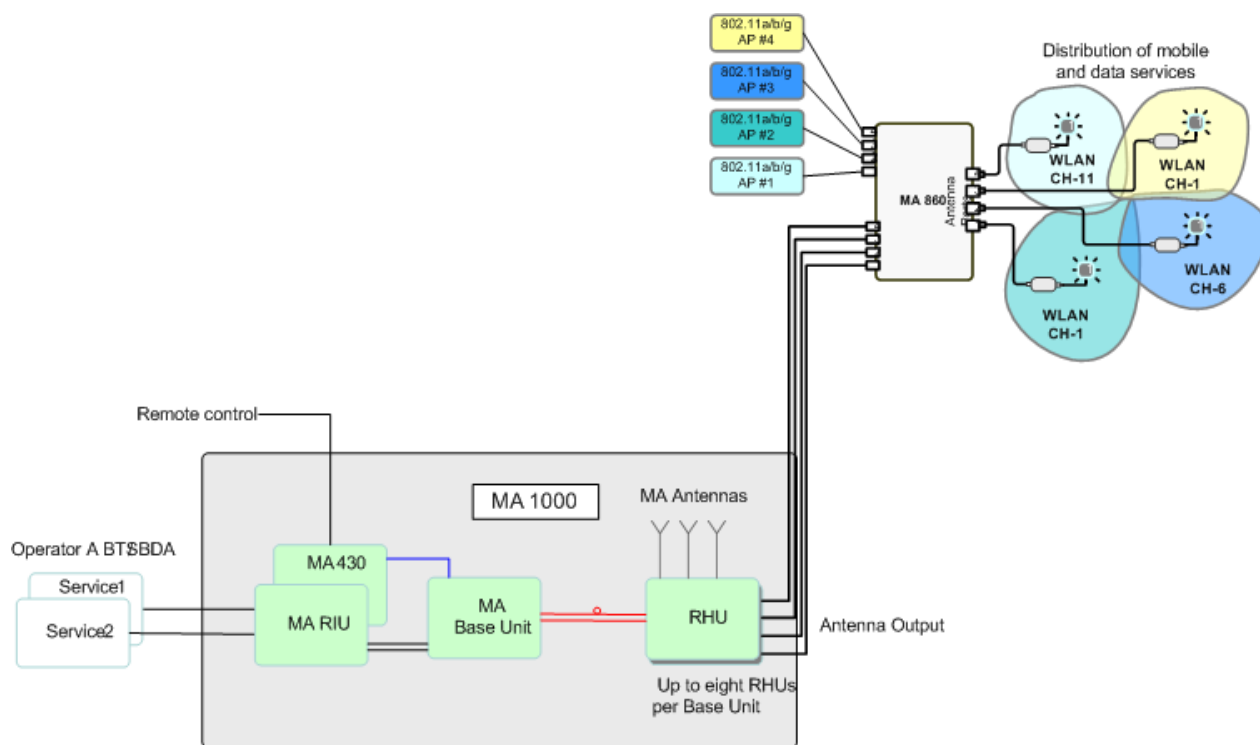 802.11a/b/g
AP #4
802.11a/b/g
AP #3
802.11a/b/g
AP #2
802.11a/b/g
AP #1
Distribution of mobile
and data services
MA 860
Antenna
WLAN
CH-11
WLAN
CH-1
WLAN
CH-6
WLAN
CH-1
Remote control
MA 1000
MA Antennas
Operator A BTSBDA
Service1
Service2
MA 430
MA RIU
MA
Base Unit
RHU
Antenna Output
Up to eight RHUs
per Base Unit